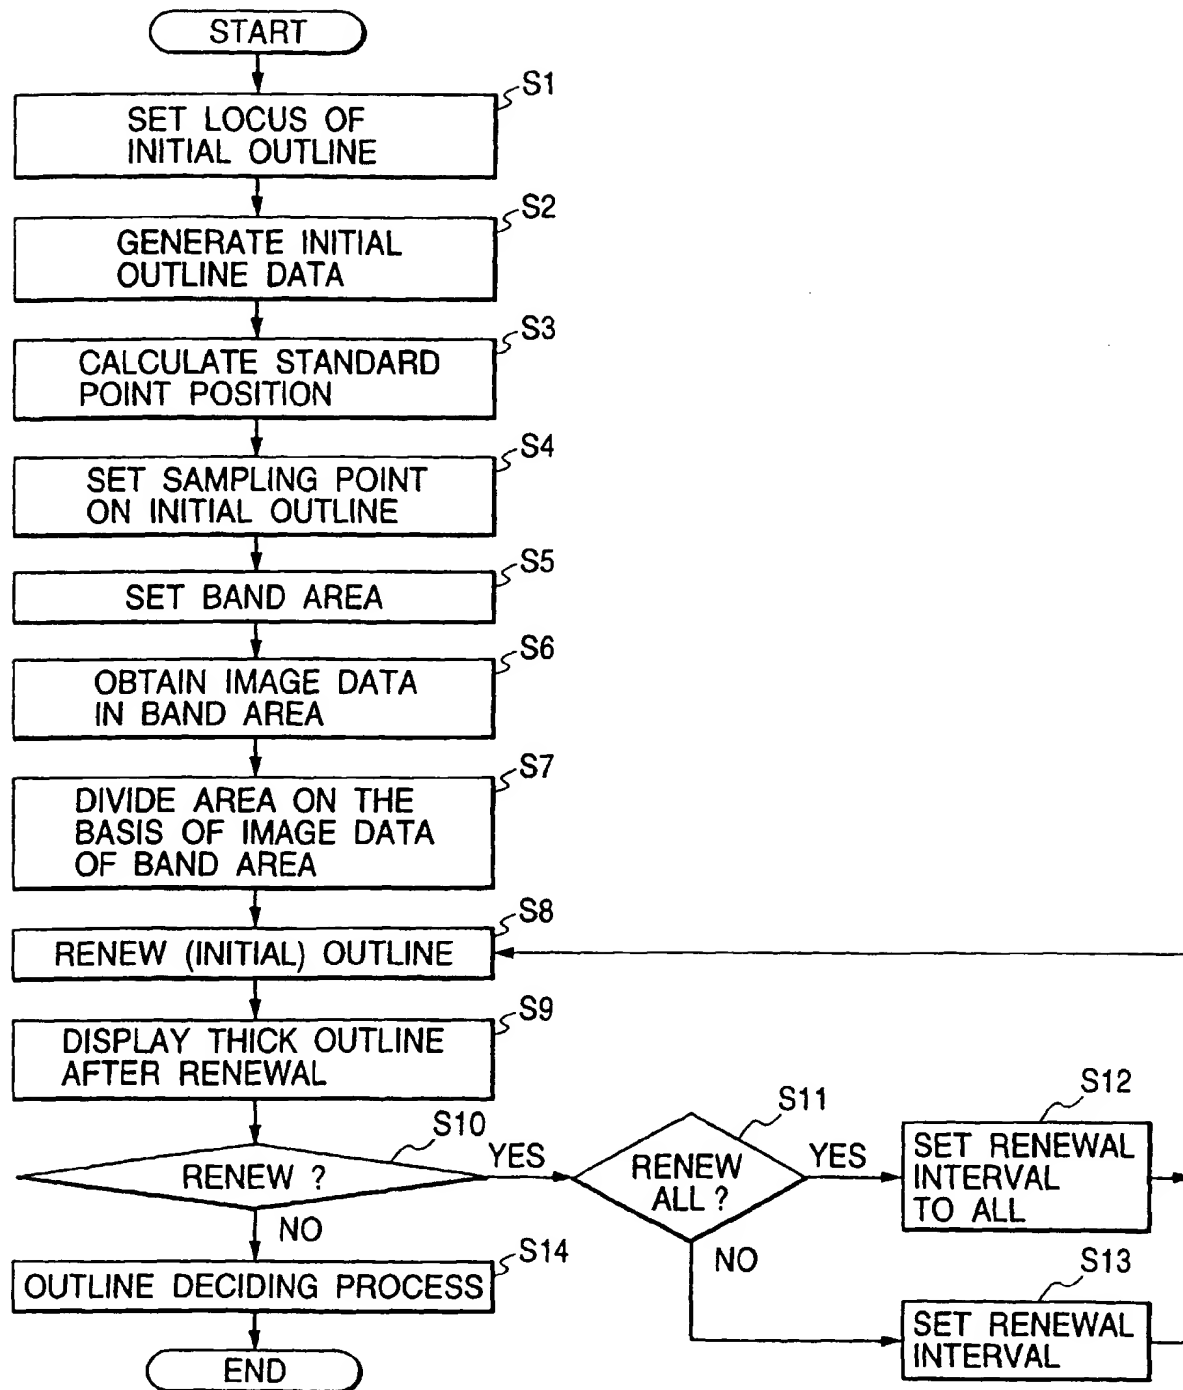 START
S1
SET LOCUS OF
INITIAL OUTLINE
S2
GENERATE INITIAL
OUTLINE DATA
S3
CALCULATE STANDARD
POINT POSITION
S4
SET SAMPLING POINT
ON INITIAL OUTLINE
S5
SET BAND AREA
S6
OBTAIN IMAGE DATA
IN BAND AREA
S7
DIVIDE AREA ON THE
BASIS OF IMAGE DATA
OF BAND AREA
S8
RENEW (INITIAL) OUTLINE
S9
DISPLAY THICK OUTLINE
AFTER RENEWAL
S10
RENEW ?
YES
NO
S11
RENEW
ALL ?
YES
NO
S12
SET RENEWAL
INTERVAL
TO ALL
S13
SET RENEWAL
INTERVAL
S14
OUTLINE DECIDING PROCESS
END